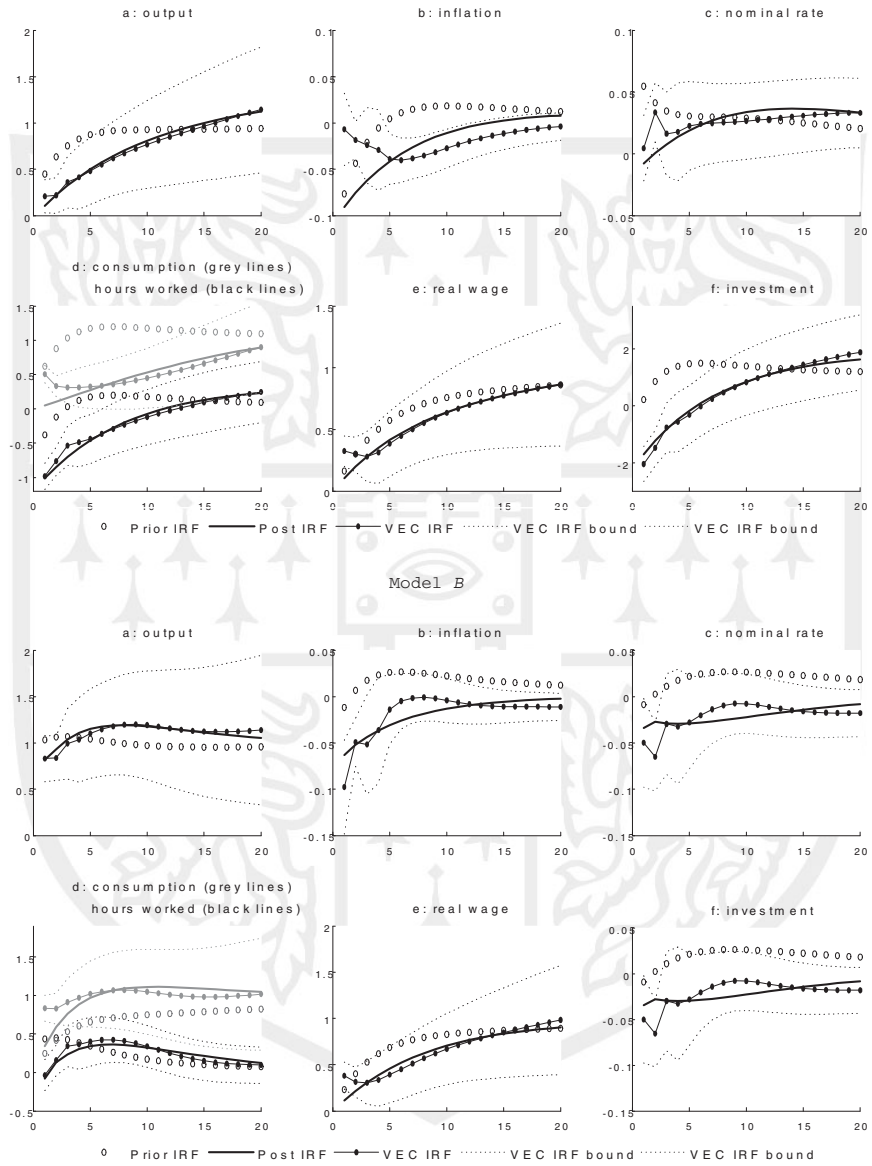 a: output
2
1.5
1
0.5
0
0 5 10 15 20
b: inflation
0.1
0.05
0
-0.05
-0.1
0 5 10 15 20
c: nominal rate
0.1
0.05
0
-0.05
0 5 10 15 20
d: consumption (grey lines)
hours worked (black lines)
1.5
1
0.5
0
-0.5
-1
0 5 10 15 20
e: real wage
1.5
1
0.5
0
0 5 10 15 20
f: investment
2
0
-2
0 5 10 15 20
Prior IRF Post IRF VEC IRF VEC IRF bound VEC IRF bound
Model B
a: output
2
1.5
1
0.5
0
0 5 10 15 20
b: inflation
0.05
0
-0.05
-0.1
-0.15
0 5 10 15 20
c: nominal rate
0.05
0
-0.05
-0.1
-0.15
0 5 10 15 20
d: consumption (grey lines)
hours worked (black lines)
1.5
1
0.5
0
-0.5
0 5 10 15 20
e: real wage
2
1.5
1
0.5
0
0 5 10 15 20
f: investment
0.05
0
-0.05
-0.1
-0.15
0 5 10 15 20
Prior IRF Post IRF VEC IRF VEC IRF bound VEC IRF bound